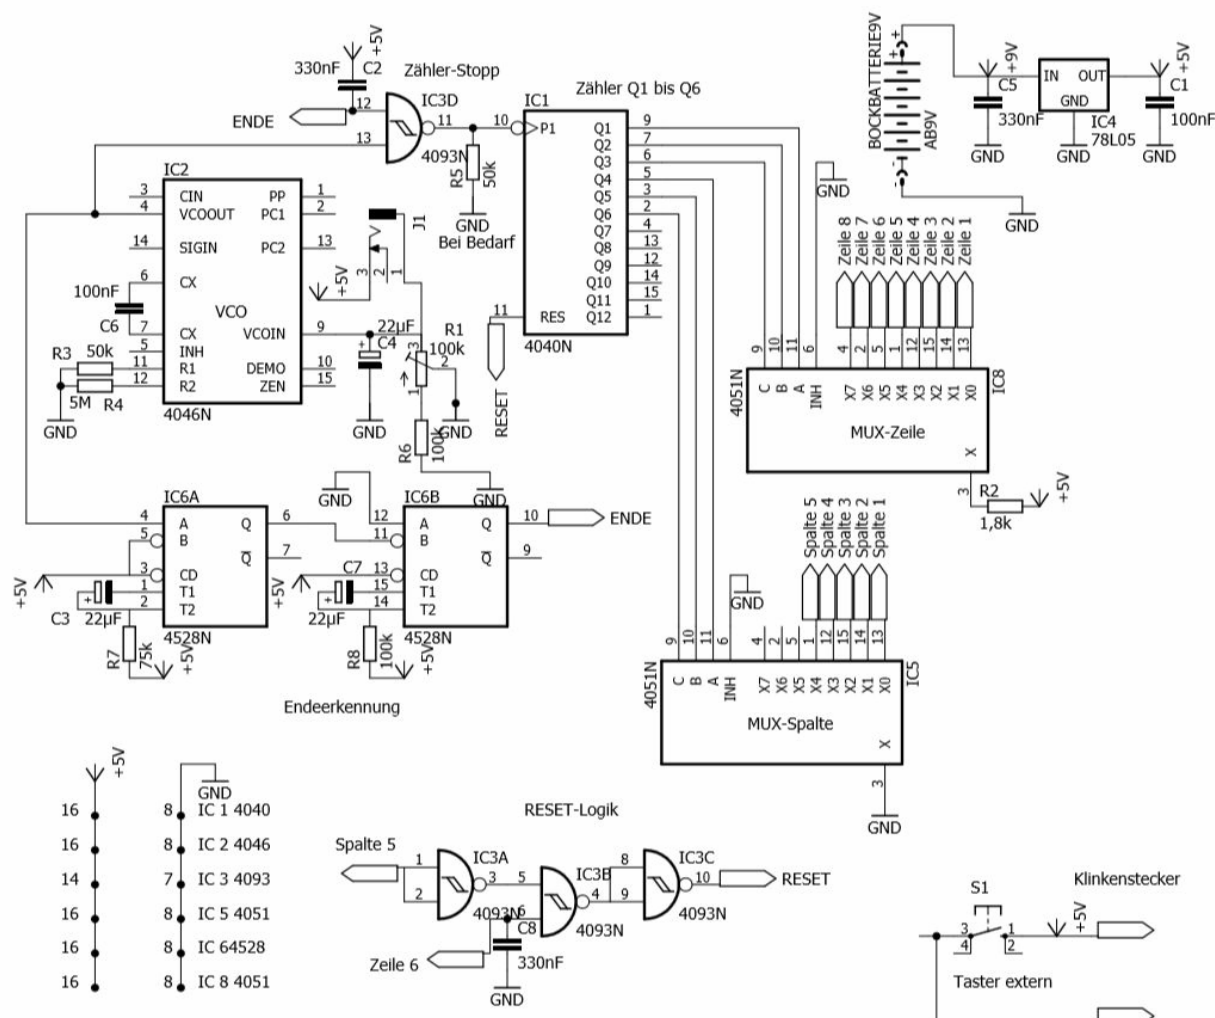 +5V
330nF
C2
Zähler-Stopp
IC3D
ENDE
12
13
11
4093N
R5
50k
GND
Bei Bedarf
Zähler Q1 bis Q6
IC1
10
P1
Q1 9
Q2 7
Q3 6
Q4 5
Q5 3
Q6 2
Q7 4
Q8 13
Q9 12
Q10 14
Q11 15
Q12 1
11 RES
4040N
RESET
BOCKBATTERIE9V
AB9V
+ +
- -
+9V
C5
330nF
IN OUT
GND
IC4
78L05
+5V
C1
100nF
GND
GND
GND
GND
IC2
3 CIN PP 1
4 VCOOUT PC1 2
14 SIGIN PC2 13
6 CX
VCO
7 CX VCOIN 9
5 INH
11 R1 DEMO 10
12 R2 ZEN 15
4046N
100nF
C6
R3 50k
5M R4
GND
J1
3 2 1
+5V
22µF
+
C4
GND
R1
100k
3
2
1
GND
R6
100k
GND
GND
Zeile 8
Zeile 7
Zeile 6
Zeile 5
Zeile 4
Zeile 3
Zeile 2
Zeile 1
9 10 11 6 4 2 5 1 12 15 14 13
C B A INH X7 X6 X5 X4 X3 X2 X1 X0
4051N
IC8
MUX-Zeile
X
3
R2
1,8k
+5V
GND
IC6A
4 A Q 6
5 B
Q 7
3 CD
1 T1
2 T2
4528N
+5V
+
C3 22µF
R7
75k
+5V
IC6B
12 A Q 10
11 B
Q 9
13 CD
15 T1
14 T2
4528N
ENDE
+5V
C7
+
22µF
R8
100k
+5V
Endeerkennung
Spalte 5
Spalte 4
Spalte 3
Spalte 2
Spalte 1
GND
9 10 11 6 4 2 5 1 12 15 14 13
C B A INH X7 X6 X5 X4 X3 X2 X1 X0
4051N
IC5
MUX-Spalte
X
3
GND
+5V
GND
16 8 IC 1 4040
16 8 IC 2 4046
14 7 IC 3 4093
16 8 IC 5 4051
16 8 IC 64528
16 8 IC 8 4051
RESET-Logik
Spalte 5
1
2
IC3A
3
4093N
5
6
IC3B
4
4093N
8
9
IC3C
10
4093N
RESET
Zeile 6
C8
330nF
GND
S1
3 1
4 2
Taster extern
+5V
Klinkenstecker